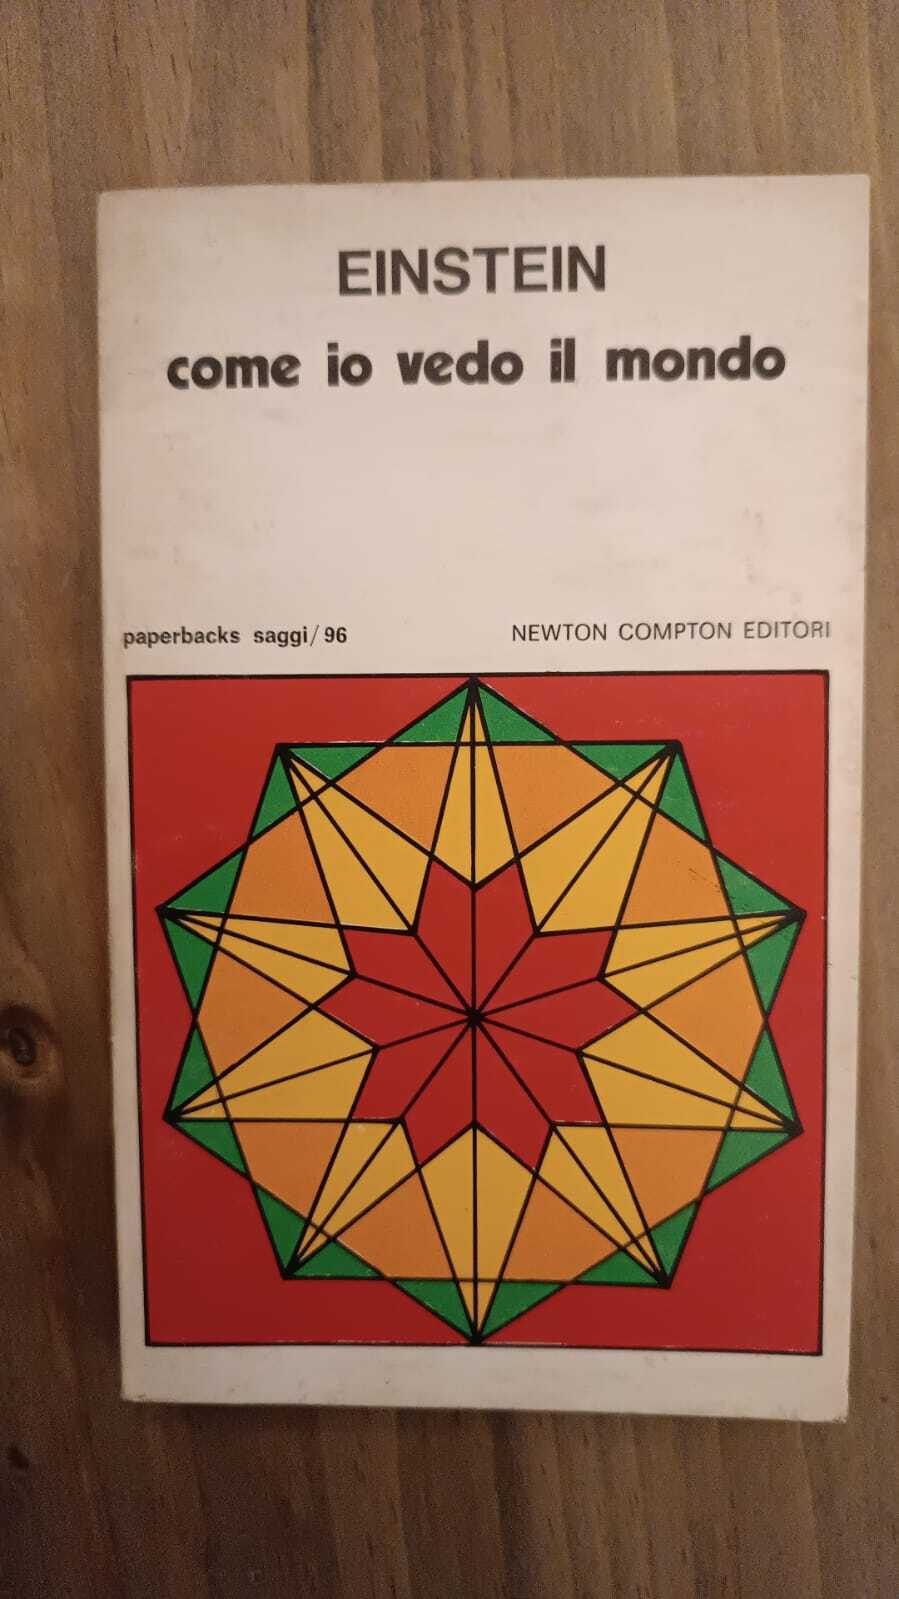 EINSTEIN
come io vedo il mondo
paperbacks saggi/96
NEWTON COMPTON EDITORI